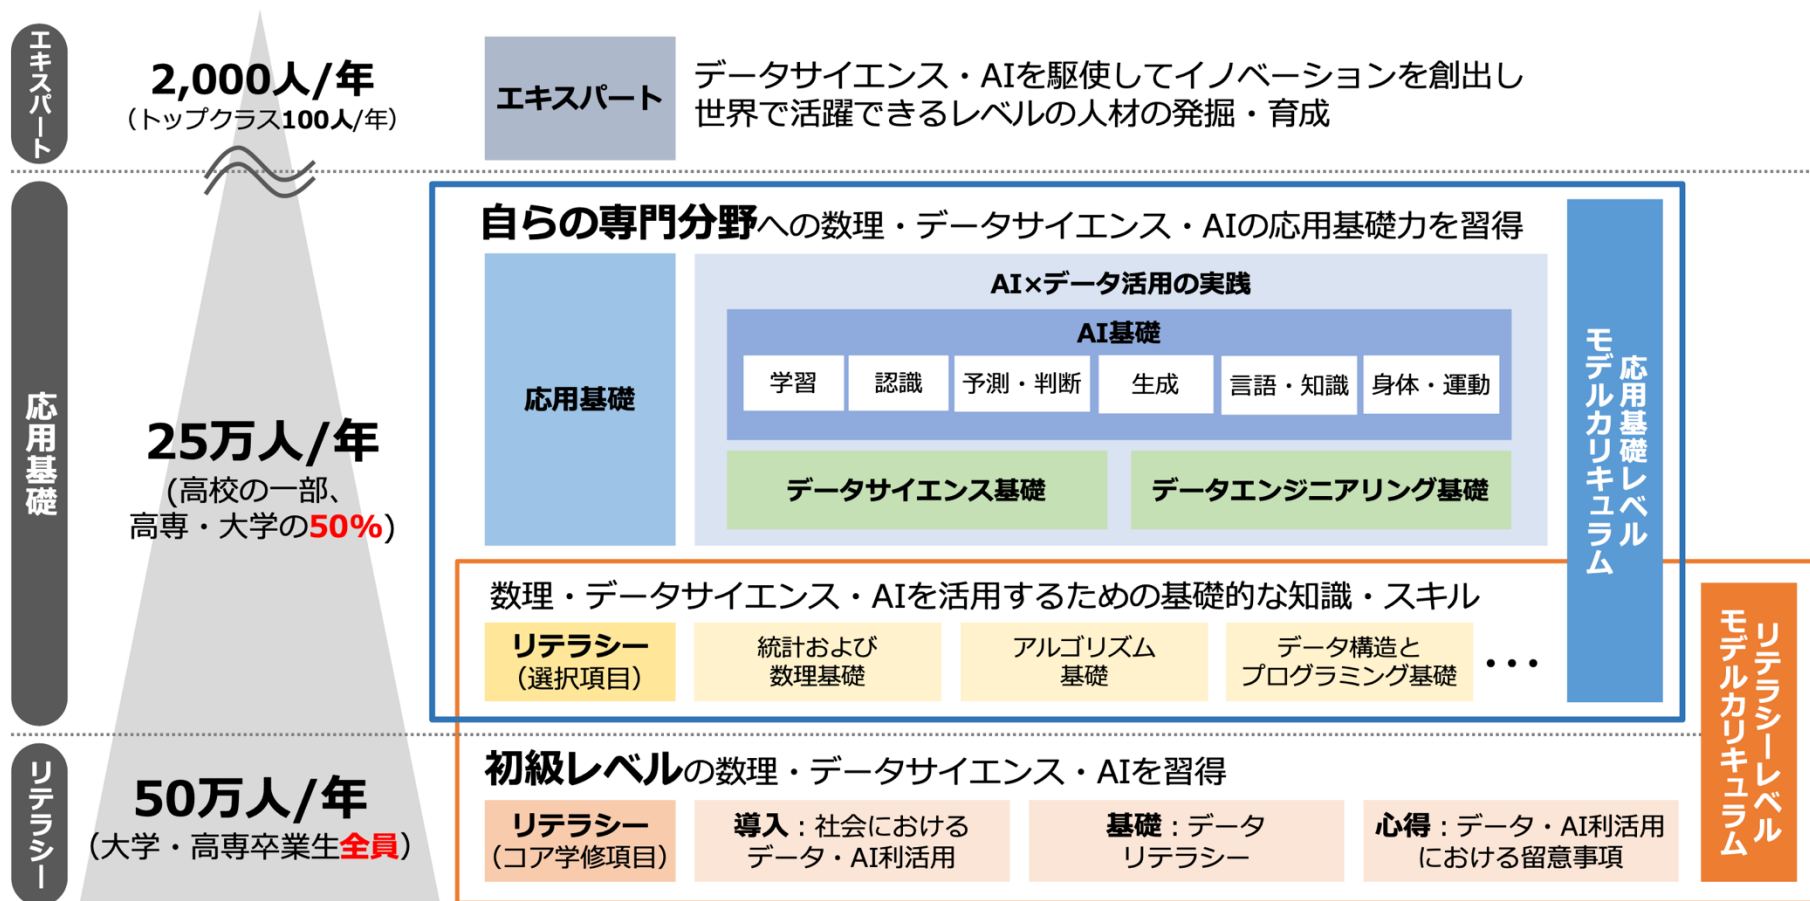 エキスパート
2,000人/年
（トップクラス100人/年）
エキスパート
データサイエンス・AIを駆使してイノベーションを創出し
世界で活躍できるレベルの人材の発掘・育成
応用基礎
25万人/年
(高校の一部、
高専・大学の50%)
自らの専門分野への数理・データサイエンス・AIの応用基礎力を習得
応用基礎
AI×データ活用の実践
AI基礎
学習
認識
予測・判断
生成
言語・知識
身体・運動
データサイエンス基礎
データエンジニアリング基礎
応用基礎レベル
モデルカリキュラム
数理・データサイエンス・AIを活用するための基礎的な知識・スキル
リテラシー
（選択項目）
統計および
数理基礎
アルゴリズム
基礎
データ構造と
プログラミング基礎
･･･
リテラシーレベル
モデルカリキュラム
リテラシー
50万人/年
（大学・高専卒業生全員）
初級レベルの数理・データサイエンス・AIを習得
リテラシー
（コア学修項目）
導入：社会における
データ・AI利活用
基礎：データ
リテラシー
心得：データ・AI利活用
における留意事項